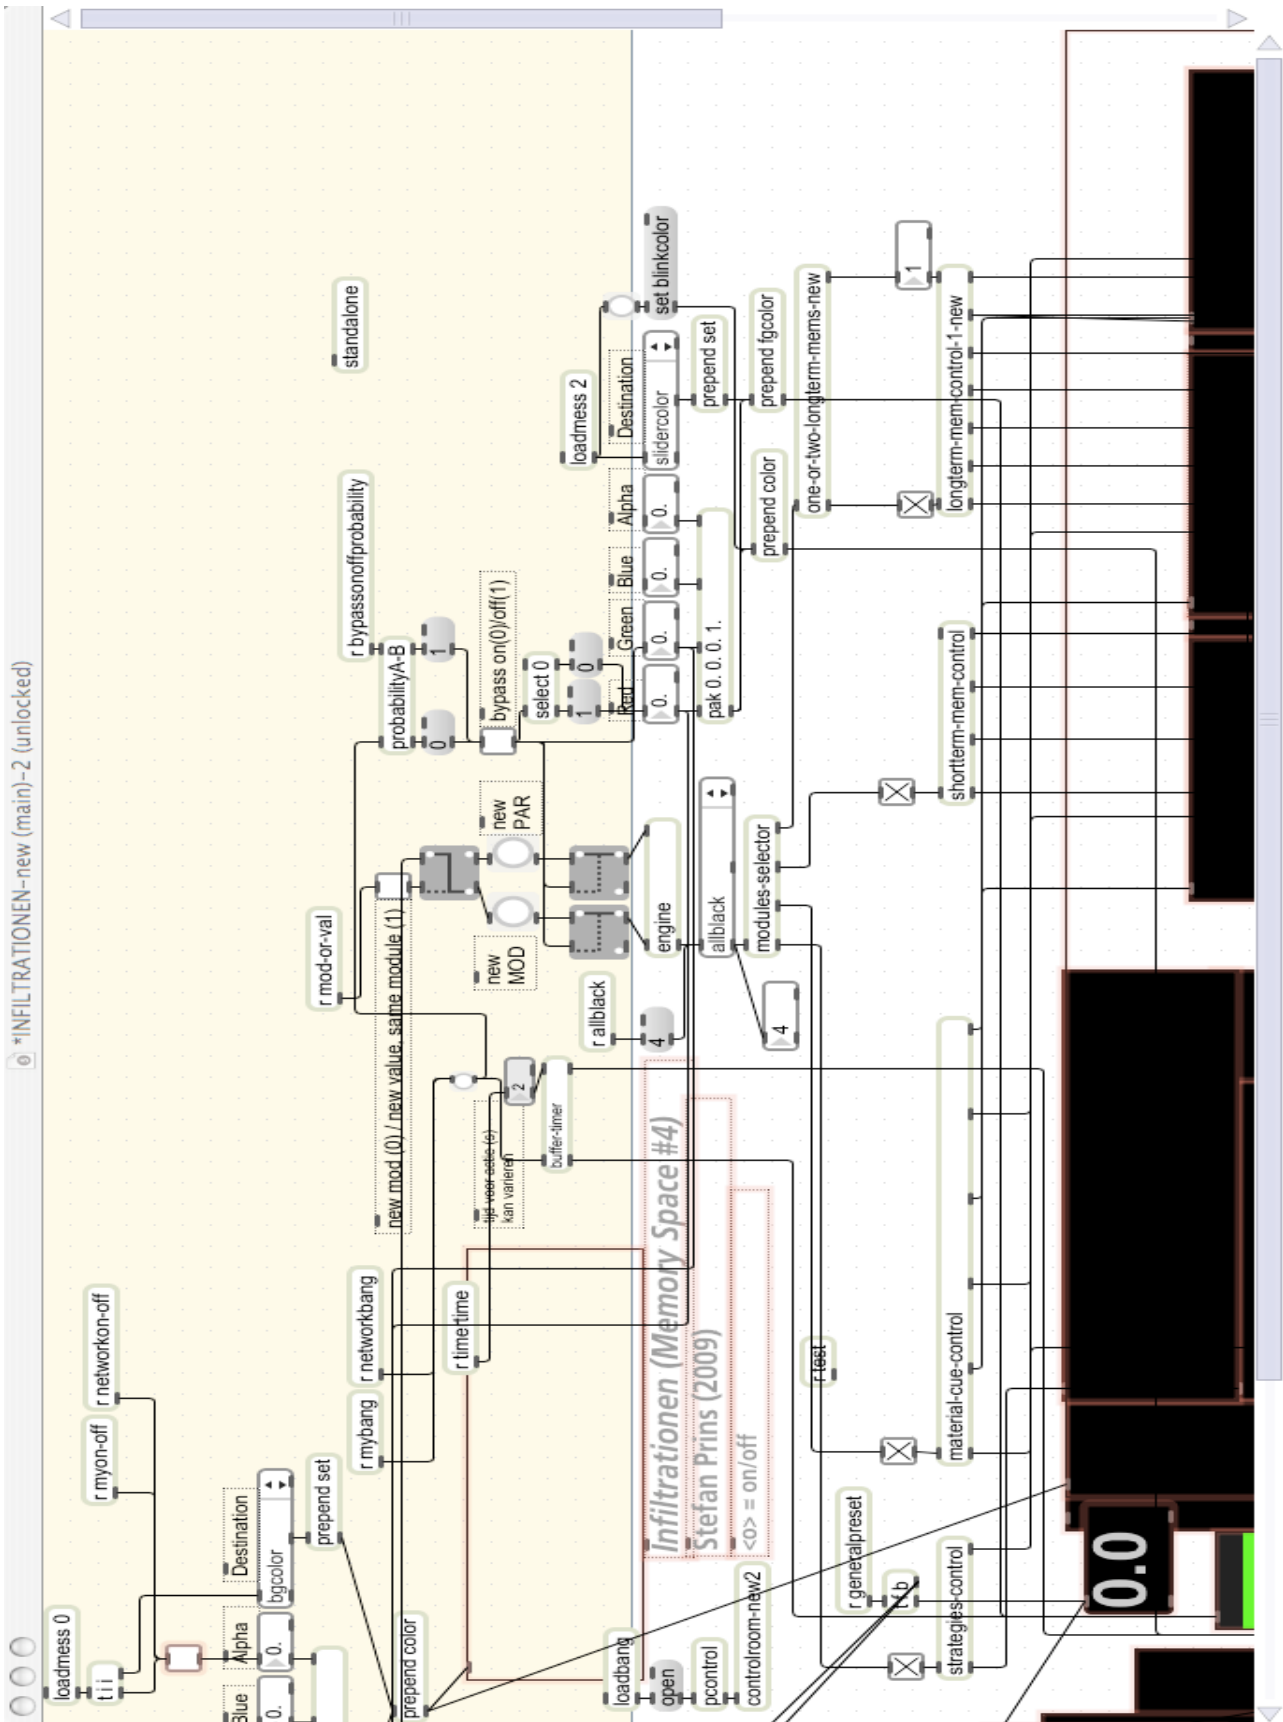 *INFILTRATIONEN-new (main)-2 (unlocked)
loadmess 0
t i i
r myon-off
r networkon-off
Blue
Alpha
Destination
0.
0.
bgcolor
prepend set
prepend color
r mybang
r networkbang
r timertime
r mod-or-val
new mod (0) / new value, same module (1)
tijd voor actie (s)
kan variëren
2
buffer-timer
new
MOD
new
PAR
standalone
r bypassonoffprobability
probabilityA-B
0
1
bypass on(0)/off(1)
select 0
1
0
loadmess 2
Red
Green
Blue
Alpha
Destination
0.
0.
0.
0.
slidercolor
set blinkcolor
pak 0. 0. 0. 1.
prepend set
prepend color
prepend fgcolor
r allblack
4
engine
allblack
4
modules-selector
one-or-two-longterm-mems-new
1
loadbang
open
pcontrol
controlroom-new2
Infiltrationen (Memory Space #4)
Stefan Prins (2009)
<o> = on/off
r test
r generalpreset
t f b
strategies-control
material-cue-control
shortterm-mem-control
longterm-mem-control-1-new
0.0